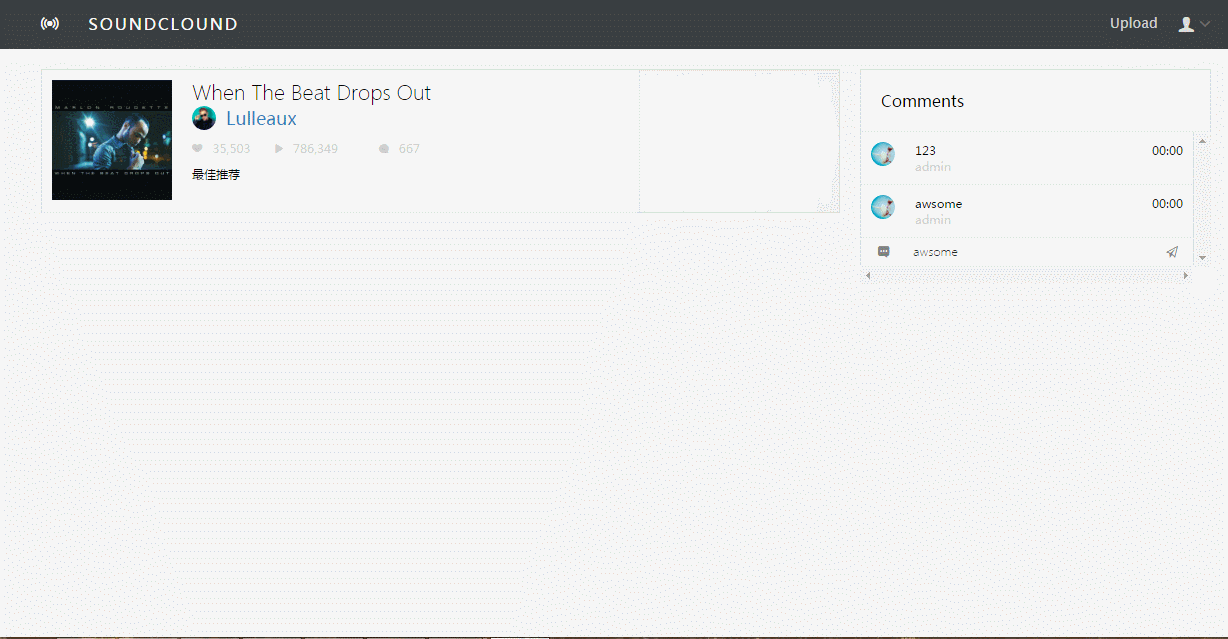 SOUNDCLOUND
Upload
MARLON ROUDETTE
WHEN THE BEAT DROPS OUT
When The Beat Drops Out
Lulleaux
35,503 786,349 667
最佳推荐
Comments
123 00:00
admin
awsome 00:00
admin
awsome